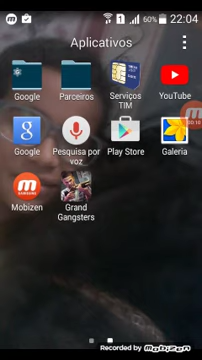 60% 22:04
Aplicativos
Google Parceiros Serviços TIM YouTube
Google Pesquisa por voz Play Store Galeria
Mobizen Grand Gangsters
Recorded by Mobizen